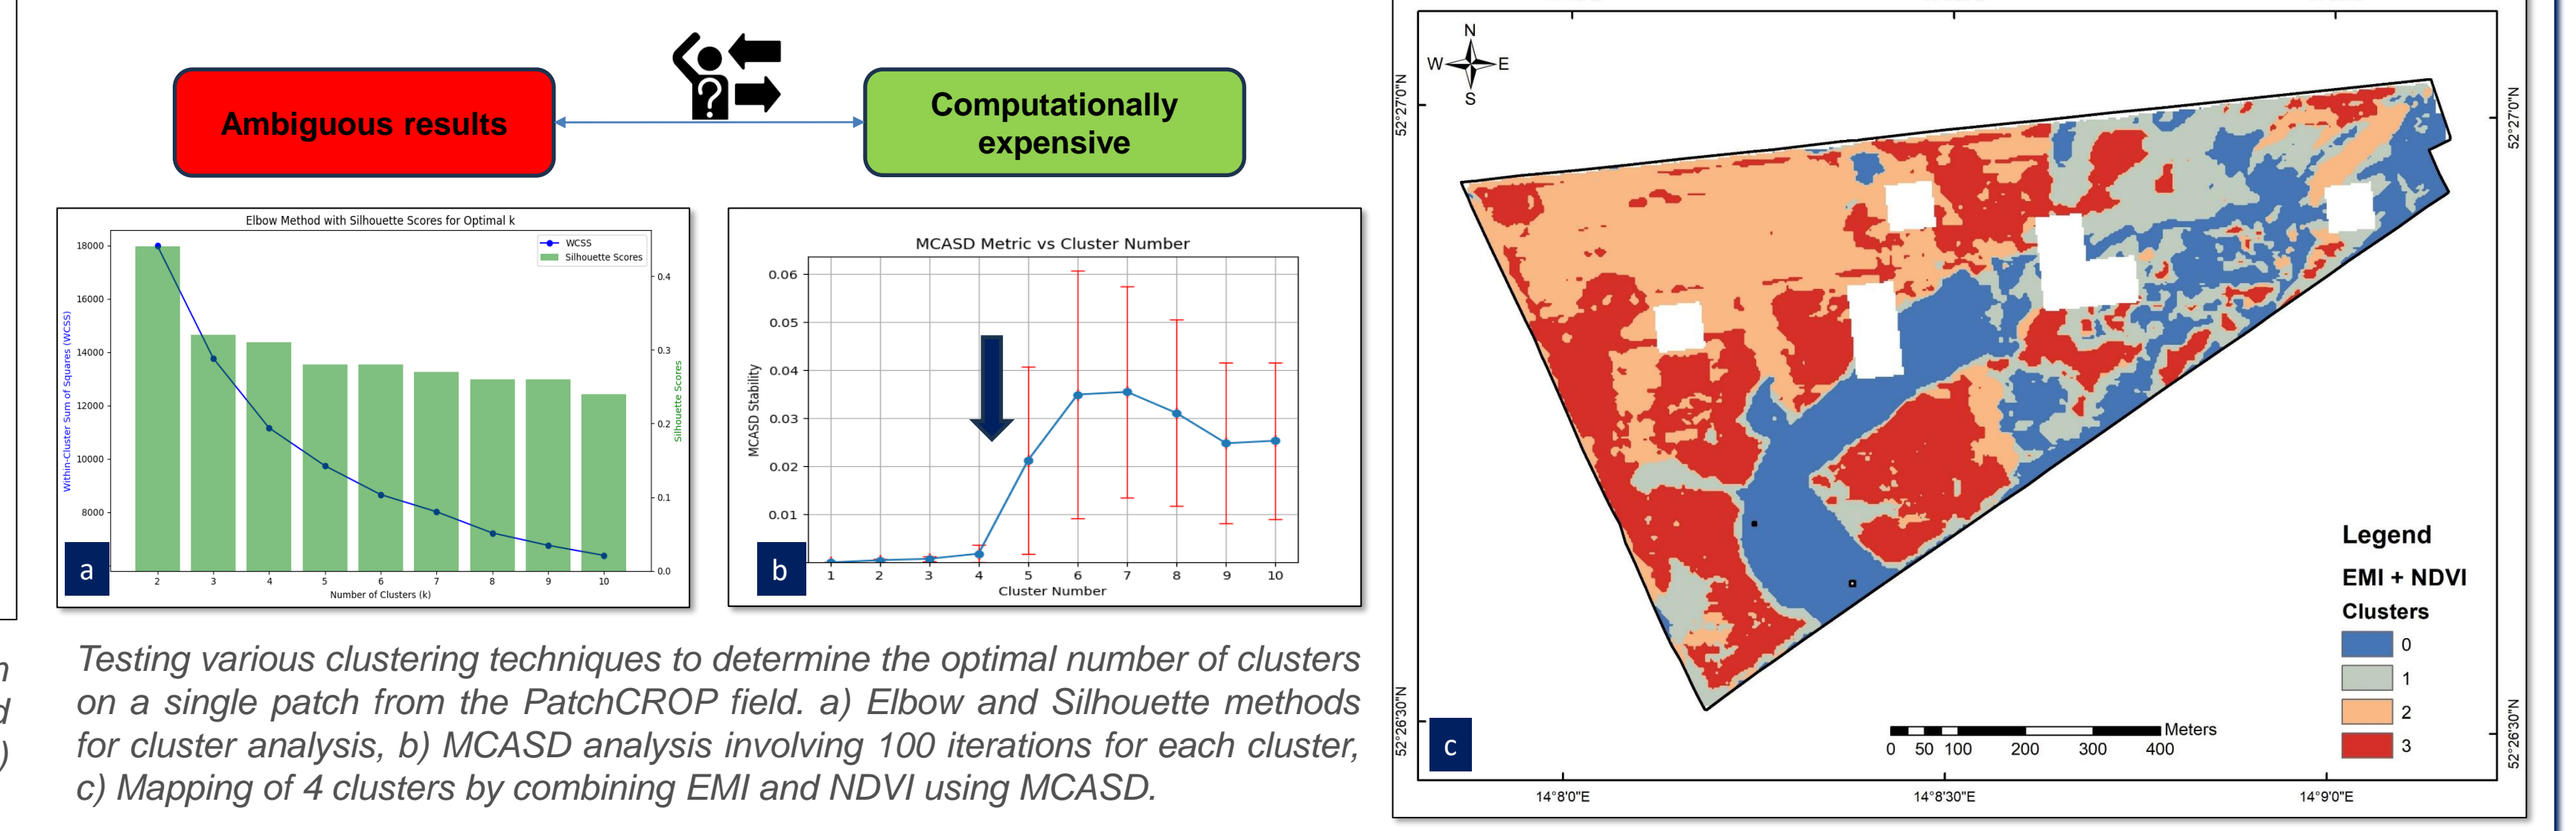 Ambiguous results
?
Computationally
expensive
Elbow Method with Silhouette Scores for Optimal k
WCSS
Silhouette Scores
Within-Cluster Sum of Squares (WCSS)
18000
16000
14000
12000
10000
8000
0.4
0.3
0.2
0.1
0.0
Silhouette Scores
2 3 4 5 6 7 8 9 10
Number of Clusters (k)
a
MCASD Metric vs Cluster Number
MCASD Stability
0.06
0.05
0.04
0.03
0.02
0.01
1 2 3 4 5 6 7 8 9 10
Cluster Number
b
n
d
)
Testing various clustering techniques to determine the optimal number of clusters
on a single patch from the PatchCROP field. a) Elbow and Silhouette methods
for cluster analysis, b) MCASD analysis involving 100 iterations for each cluster,
c) Mapping of 4 clusters by combining EMI and NDVI using MCASD.
N
W E
S
52°27'0"N
52°27'0"N
52°26'30"N
52°26'30"N
Legend
EMI + NDVI
Clusters
0
1
2
3
Meters
0 50 100 200 300 400
c
14°8'0"E 14°8'30"E 14°9'0"E